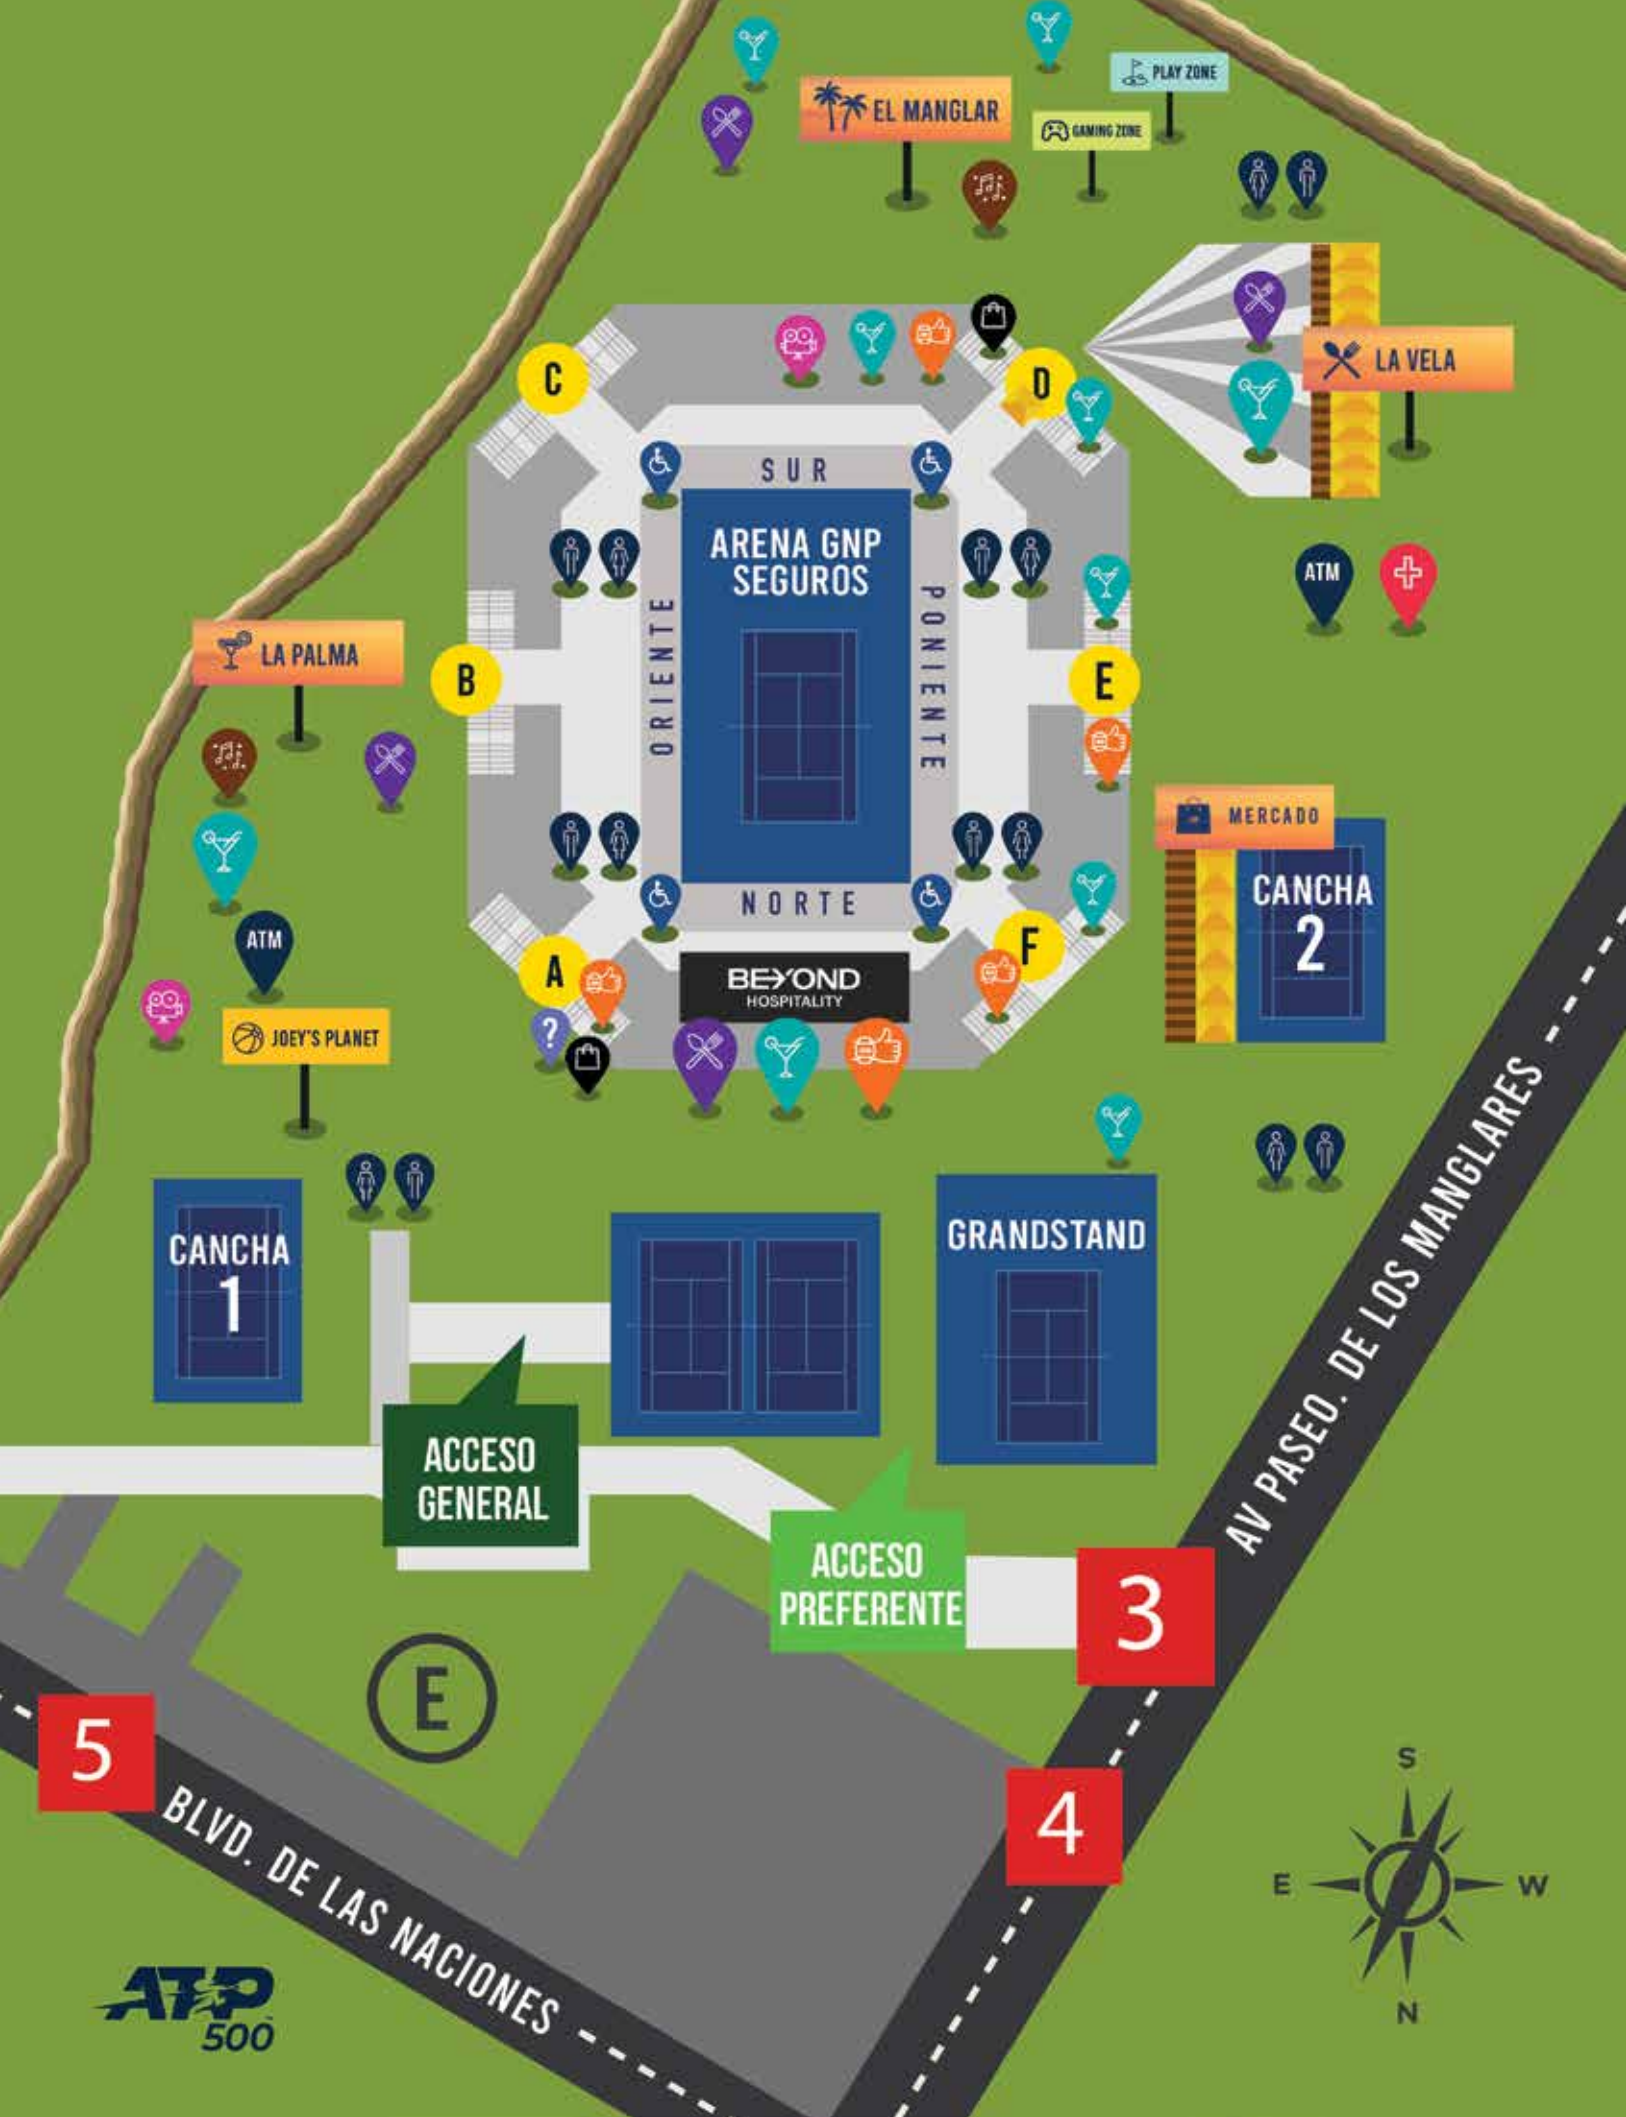 PLAY ZONE
EL MANGLAR
GAMING ZONE
C
D
LA VELA
SUR
ARENA GNP
SEGUROS
ORIENTE
PONIENTE
ATM
LA PALMA
B
E
MERCADO
CANCHA
2
NORTE
ATM
A
F
BEYOND
HOSPITALITY
?
JOEY'S PLANET
CANCHA
1
GRANDSTAND
AV PASEO. DE LOS MANGLARES
ACCESO
GENERAL
ACCESO
PREFERENTE
3
E
5
4
BLVD. DE LAS NACIONES
S
E
W
N
ATP
500